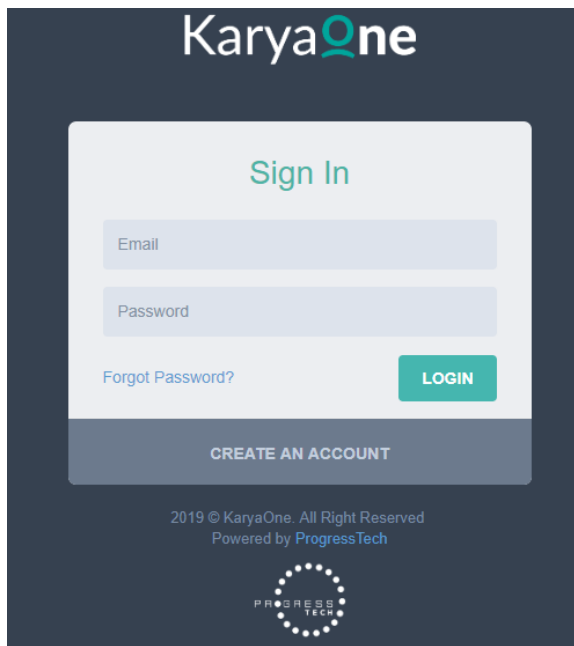 KaryaOne
Sign In
Email
Password
Forgot Password?
LOGIN
CREATE AN ACCOUNT
2019 © KaryaOne. All Right Reserved
Powered by ProgressTech
PROGRESS
TECH